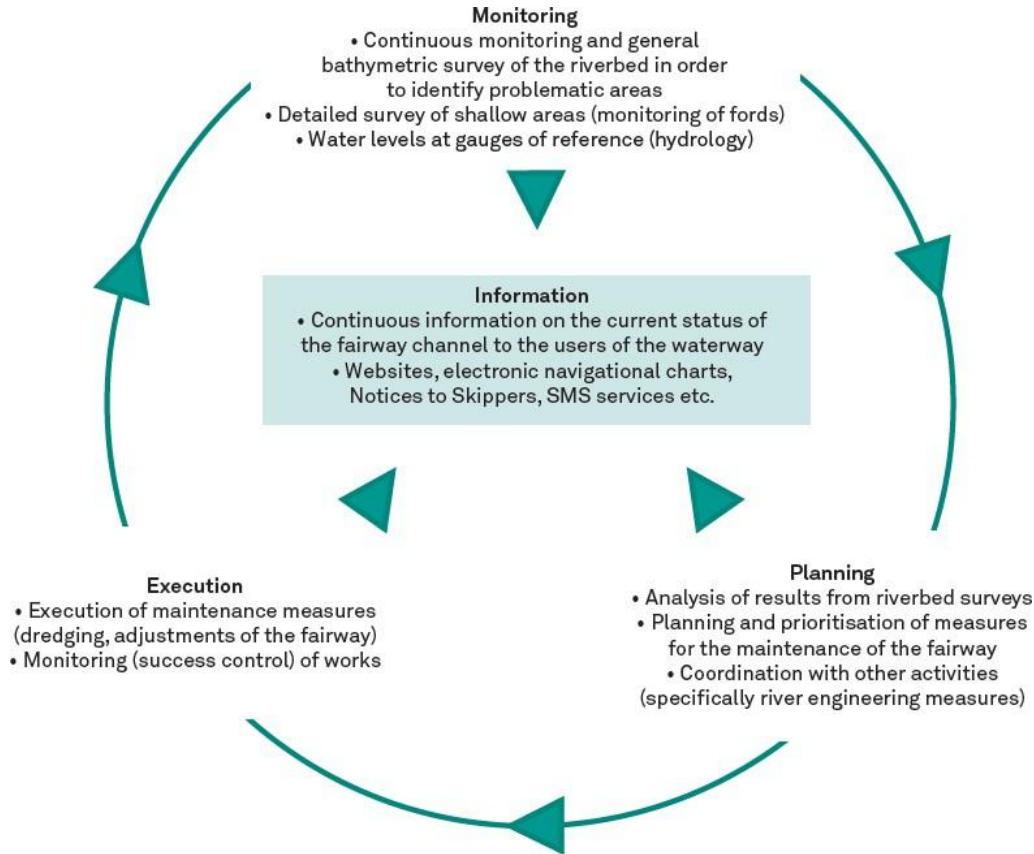 Monitoring
• Continuous monitoring and general
bathymetric survey of the riverbed in order
to identify problematic areas
• Detailed survey of shallow areas (monitoring of fords)
• Water levels at gauges of reference (hydrology)
Information
• Continuous information on the current status of
the fairway channel to the users of the waterway
• Websites, electronic navigational charts,
Notices to Skippers, SMS services etc.
Execution
• Execution of maintenance measures
(dredging, adjustments of the fairway)
• Monitoring (success control) of works
Planning
• Analysis of results from riverbed surveys
• Planning and prioritisation of measures
for the maintenance of the fairway
• Coordination with other activities
(specifically river engineering measures)